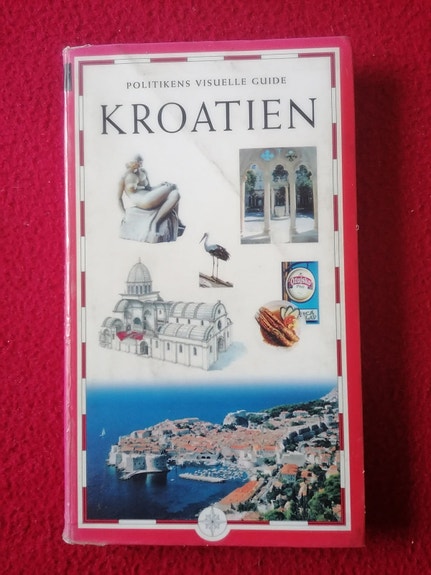 POLITIKENS VISUELLE GUIDE
KROATIEN